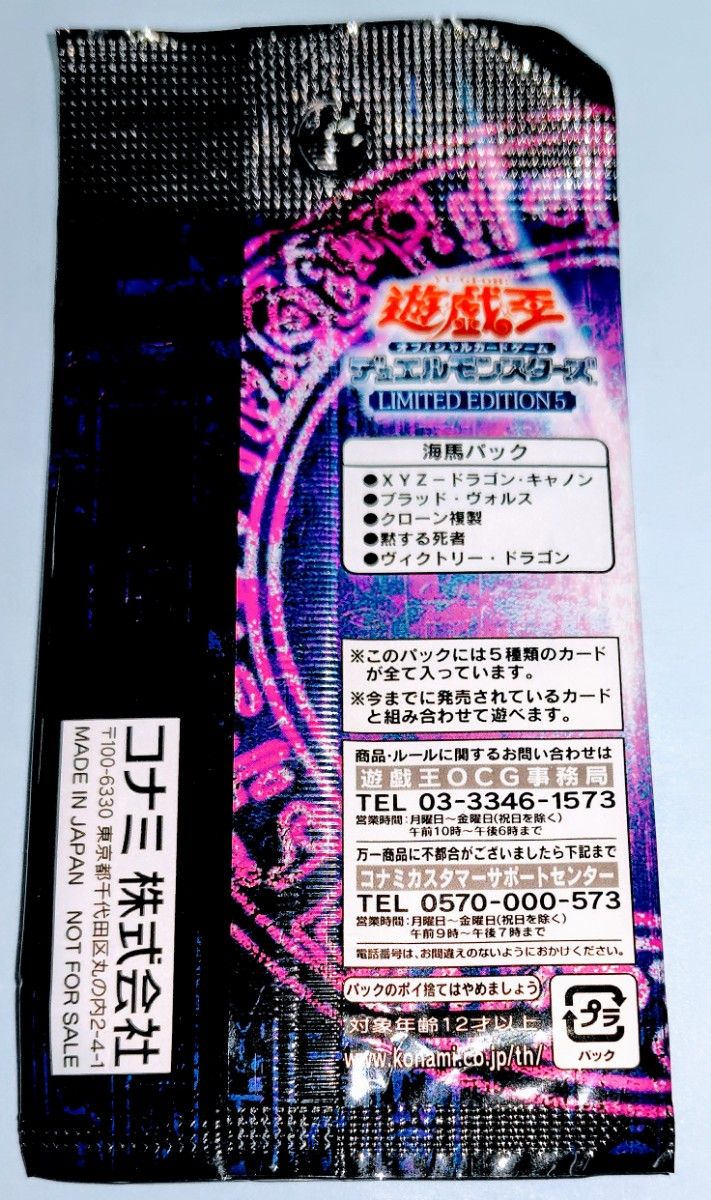 YU-GI-OH!
遊戯王
オフィシャルカードゲーム
デュエルモンスターズ
LIMITED EDITION 5
海馬パック
●XYZ-ドラゴン・キャノン
●ブラッド・ヴォルス
●クローン複製
●黙する死者
●ヴィクトリー・ドラゴン
※このパックには5種類のカード
が全て入っています。
※今までに発売されているカード
と組み合わせて遊べます。
商品・ルールに関するお問い合わせは
遊戯王OCG事務局
TEL 03-3346-1573
営業時間:月曜日～金曜日(祝日を除く)
午前10時～午後6時まで
万一商品に不都合がございましたら下記まで
コナミカスタマーサポートセンター
TEL 0570-000-573
営業時間:月曜日～金曜日(祝日を除く)
午前9時～午後7時まで
電話番号は、お間違えのないようにおかけください。
パックのポイ捨てはやめましょう
対象年齢12才以上
www.konami.co.jp/th/
プラ
パック
コナミ株式会社
〒100-6330 東京都千代田区丸の内2-4-1
MADE IN JAPAN NOT FOR SALE